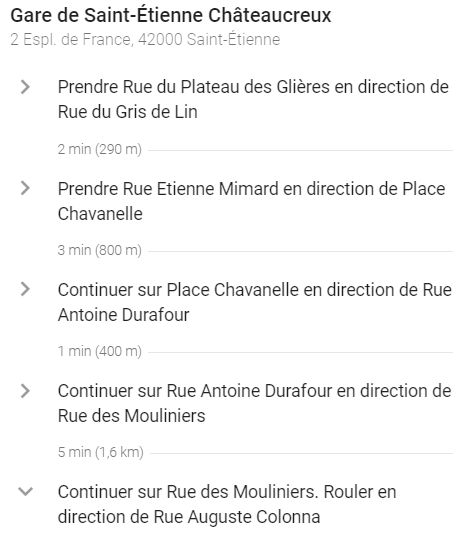 Gare de Saint-Étienne Châteaucreux
2 Espl. de France, 42000 Saint-Étienne
Prendre Rue du Plateau des Glières en direction de
Rue du Gris de Lin
2 min (290 m)
Prendre Rue Etienne Mimard en direction de Place
Chavanelle
3 min (800 m)
Continuer sur Place Chavanelle en direction de Rue
Antoine Durafour
1 min (400 m)
Continuer sur Rue Antoine Durafour en direction de
Rue des Mouliniers
5 min (1,6 km)
Continuer sur Rue des Mouliniers. Rouler en
direction de Rue Auguste Colonna